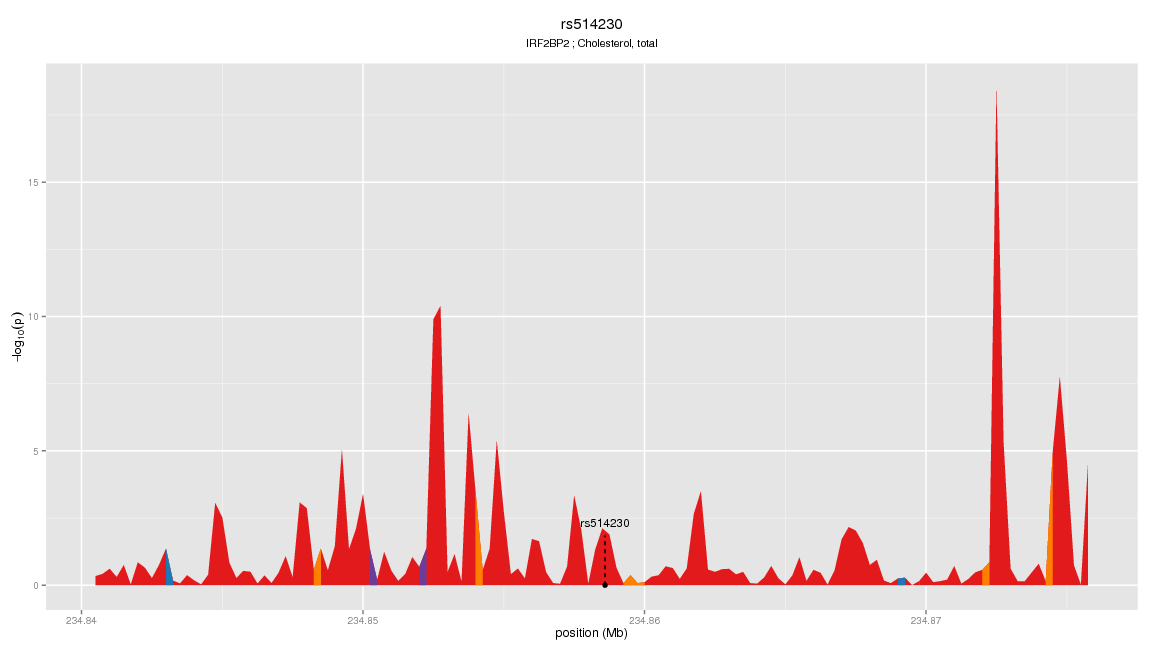 rs514230
IRF2BP2 ; Cholesterol, total
−log10(p)
15
10
5
0
rs514230
234.84
234.85
234.86
234.87
position (Mb)